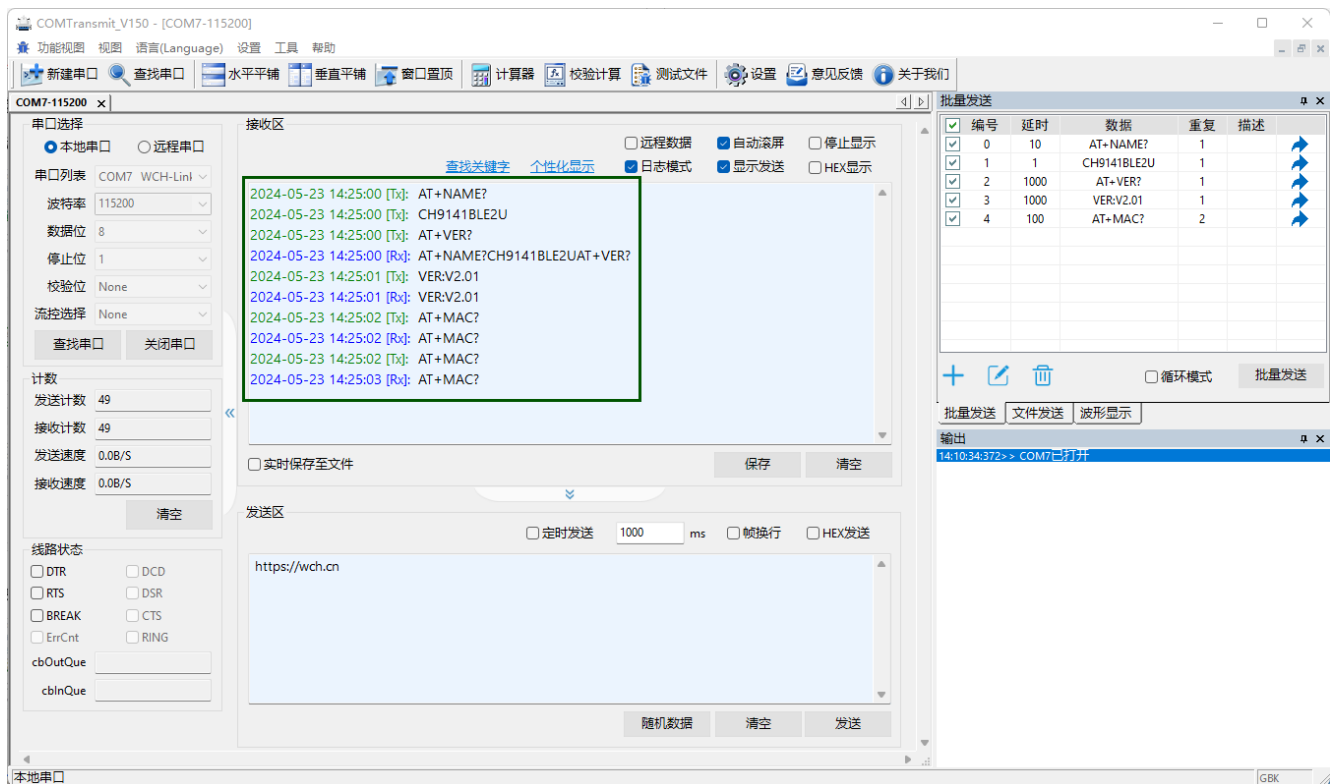 COMTransmit_V150 - [COM7-115200]
功能视图 视图 语言(Language) 设置 工具 帮助
新建串口 查找串口 水平平铺 垂直平铺 窗口置顶 计算器 校验计算 测试文件 设置 意见反馈 关于我们
COM7-115200 x
串口选择
本地串口 远程串口
串口列表 COM7 WCH-Link
波特率 115200
数据位 8
停止位 1
校验位 None
流控选择 None
查找串口 关闭串口
计数
发送计数 49
接收计数 49
发送速度 0.0B/S
接收速度 0.0B/S
清空
线路状态
DTR DCD
RTS DSR
BREAK CTS
ErrCnt RING
cbOutQue
cbInQue
接收区
远程数据 自动滚屏 停止显示
查找关键字 个性化显示 日志模式 显示发送 HEX显示
2024-05-23 14:25:00 [Tx]: AT+NAME?
2024-05-23 14:25:00 [Tx]: CH9141BLE2U
2024-05-23 14:25:00 [Tx]: AT+VER?
2024-05-23 14:25:00 [Rx]: AT+NAME?CH9141BLE2UAT+VER?
2024-05-23 14:25:01 [Tx]: VER:V2.01
2024-05-23 14:25:01 [Rx]: VER:V2.01
2024-05-23 14:25:02 [Tx]: AT+MAC?
2024-05-23 14:25:02 [Rx]: AT+MAC?
2024-05-23 14:25:02 [Tx]: AT+MAC?
2024-05-23 14:25:03 [Rx]: AT+MAC?
实时保存至文件 保存 清空
发送区
定时发送 1000 ms 帧换行 HEX发送
https://wch.cn
随机数据 清空 发送
批量发送
编号 延时 数据 重复 描述
0 10 AT+NAME? 1
1 1 CH9141BLE2U 1
2 1000 AT+VER? 1
3 1000 VER:V2.01 1
4 100 AT+MAC? 2
循环模式 批量发送
批量发送 文件发送 波形显示
输出
14:10:34:372>> COM7已打开
本地串口 GBK